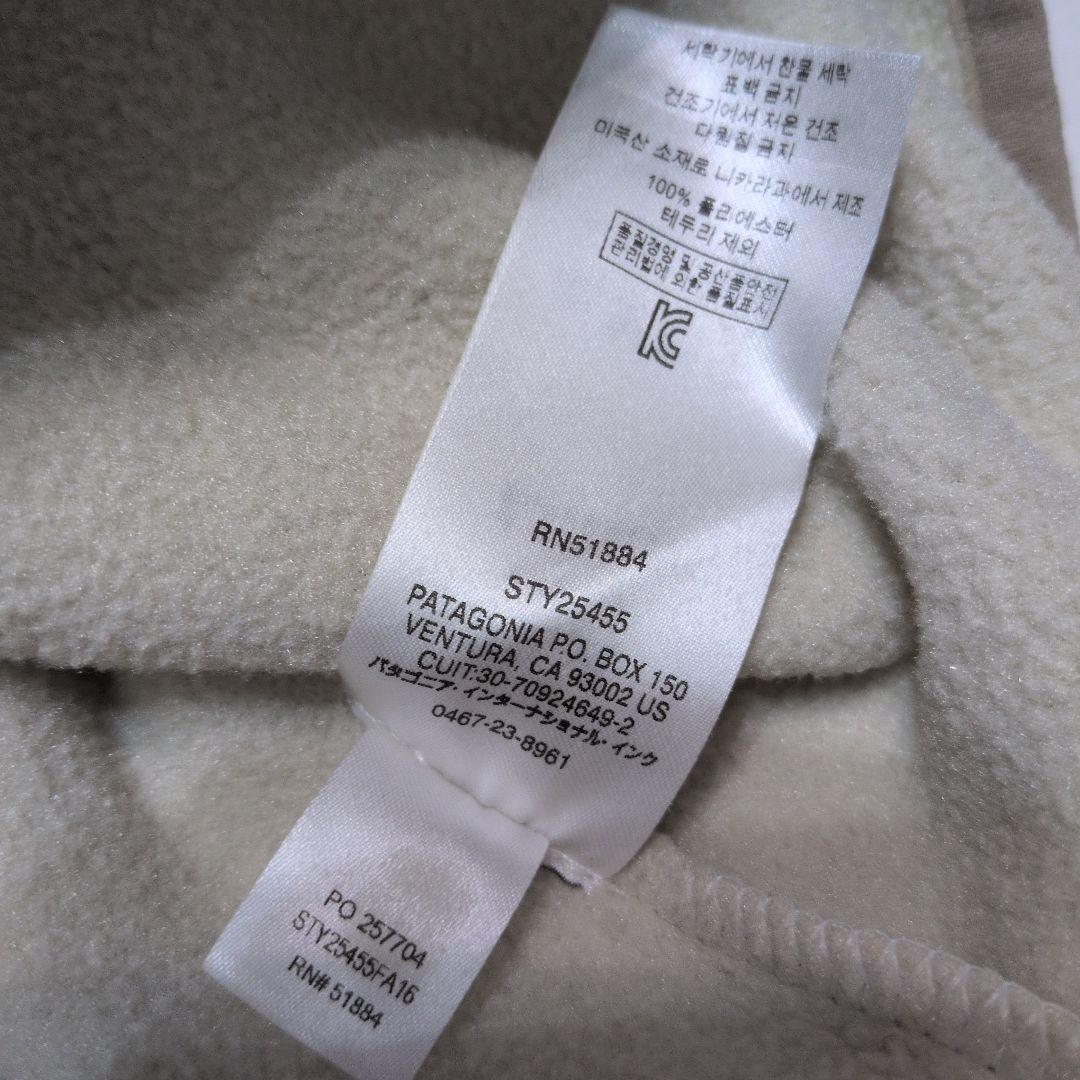 세탁기에서 찬물 세탁
표백 금지
건조기에서 저온 건조
다림질 금지
미국산 소재로 니카라과에서 제조
100% 폴리에스터
테두리 제외
품질경영 및 공산품안전
관리법에 의한 품질표시
KC
RN51884
STY25455
PATAGONIA PO. BOX 150
VENTURA, CA 93002 US
CUIT:30-70924649-2
パタゴニア・インターナショナル・インク
0467-23-8961
PO 257704
STY25455FA16
RN# 51884